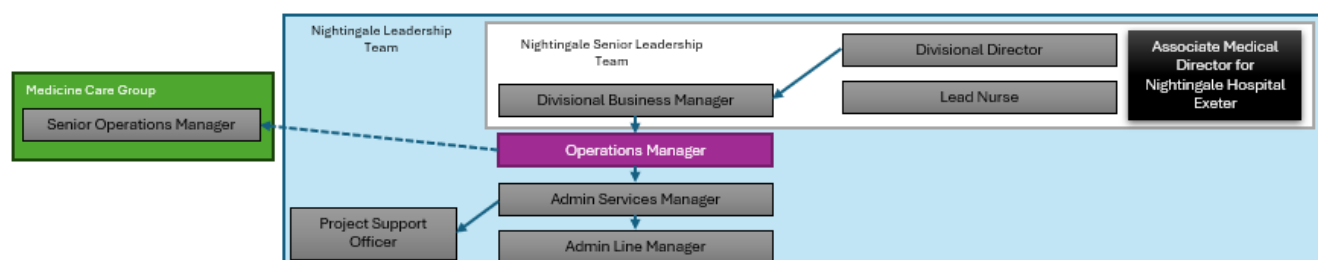 Nightingale Leadership
Team
Nightingale Senior Leadership
Team
Divisional Director
Associate Medical
Director for
Nightingale Hospital
Exeter
Medicine Care Group
Divisional Business Manager
Lead Nurse
Senior Operations Manager
Operations Manager
Admin Services Manager
Project Support
Officer
Admin Line Manager